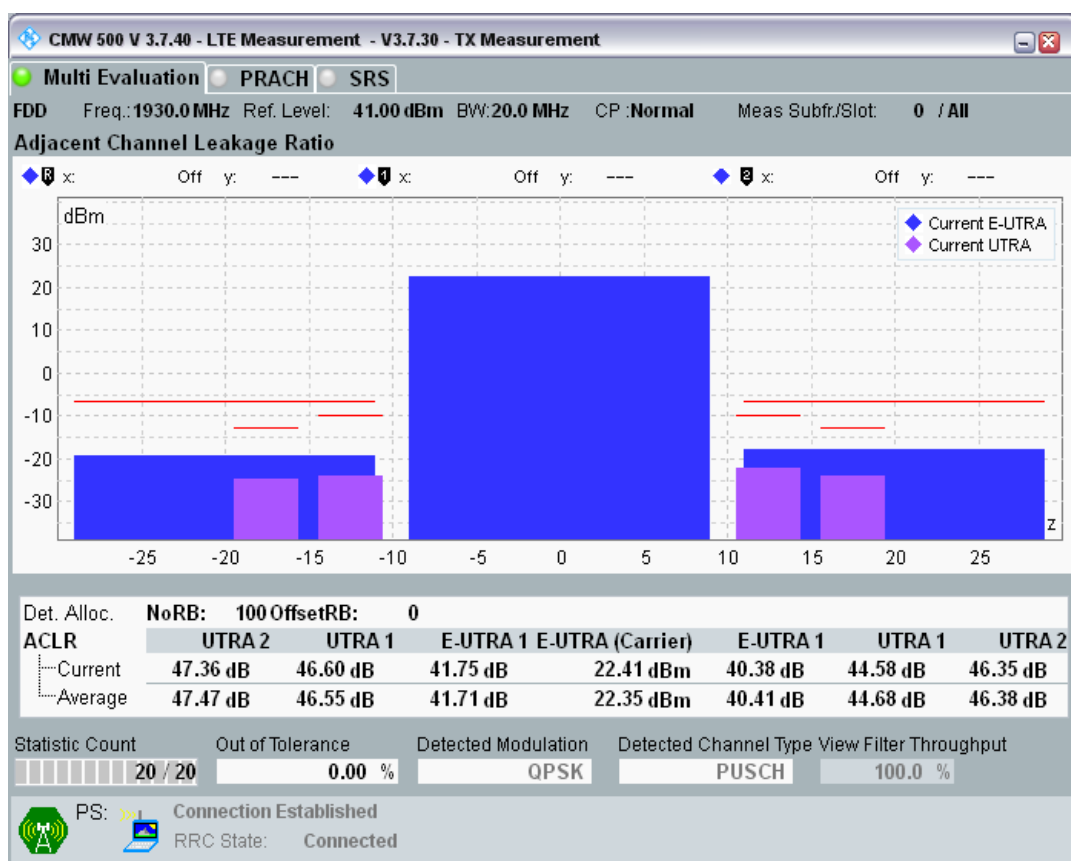 CMW 500 V 3.7.40 - LTE Measurement - V3.7.30 - TX Measurement
Multi Evaluation PRACH SRS
FDD Freq.: 1930.0 MHz Ref. Level: 41.00 dBm BW: 20.0 MHz CP : Normal Meas Subfr./Slot: 0 / All
Adjacent Channel Leakage Ratio
R x: Off y: --- 1 x: Off y: --- 2 x: Off y: ---
dBm
Current E-UTRA
Current UTRA
30
20
10
0
-10
-20
-30
z
-25 -20 -15 -10 -5 0 5 10 15 20 25
Det. Alloc. NoRB: 100 OffsetRB: 0
ACLR UTRA 2 UTRA 1 E-UTRA 1 E-UTRA (Carrier) E-UTRA 1 UTRA 1 UTRA 2
Current 47.36 dB 46.60 dB 41.75 dB 22.41 dBm 40.38 dB 44.58 dB 46.35 dB
Average 47.47 dB 46.55 dB 41.71 dB 22.35 dBm 40.41 dB 44.68 dB 46.38 dB
Statistic Count Out of Tolerance Detected Modulation Detected Channel Type View Filter Throughput
20 / 20 0.00 % QPSK PUSCH 100.0 %
PS: Connection Established
RRC State: Connected